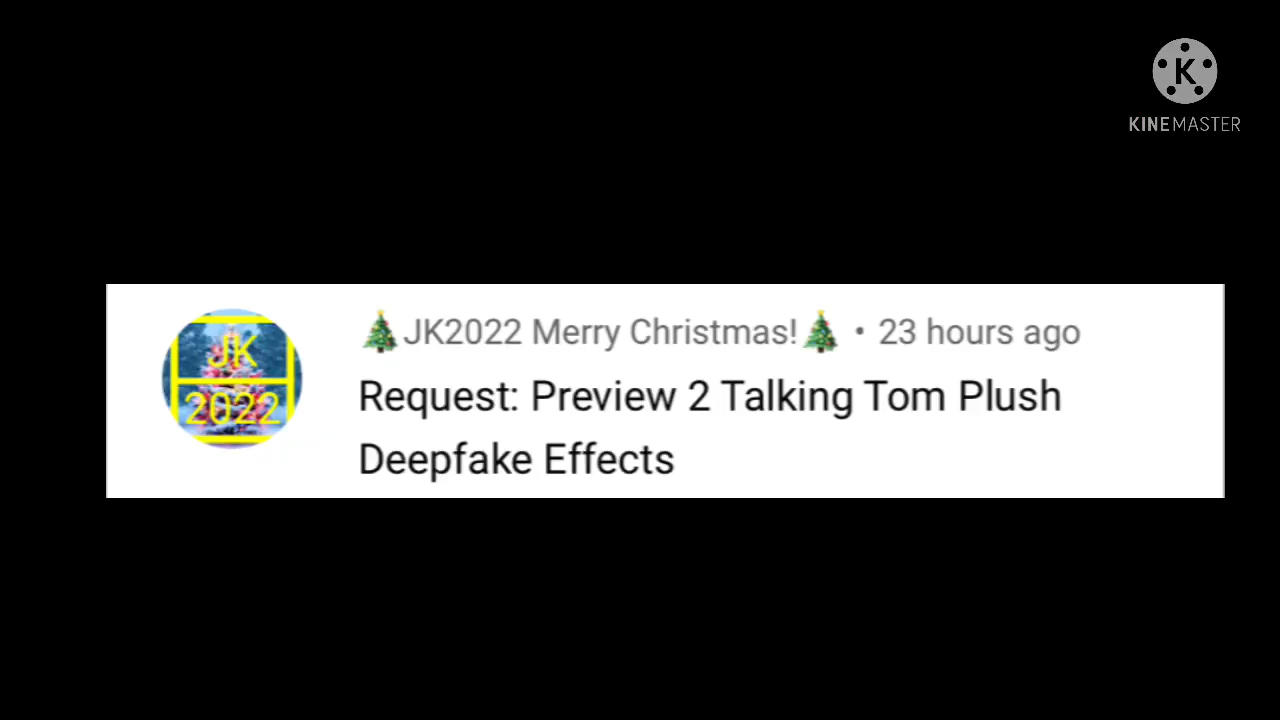 K
KINEMASTER
🎄JK2022 Merry Christmas!🎄 • 23 hours ago
JK
2022
Request: Preview 2 Talking Tom Plush
Deepfake Effects